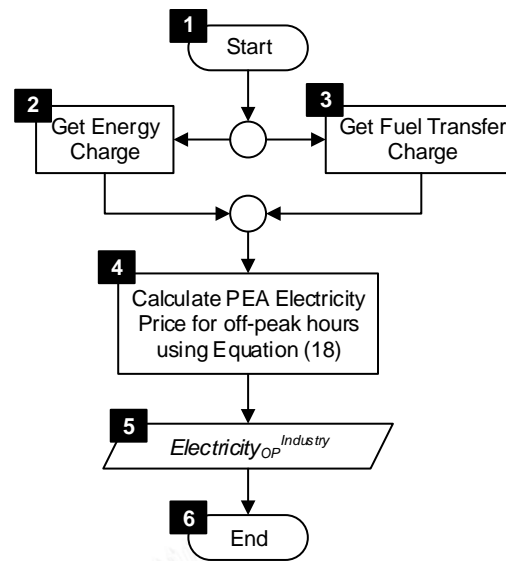 1
Start
2
Get Energy
Charge
3
Get Fuel Transfer
Charge
4
Calculate PEA Electricity
Price for off-peak hours
using Equation (18)
5
Electricity_OP^Industry
6
End